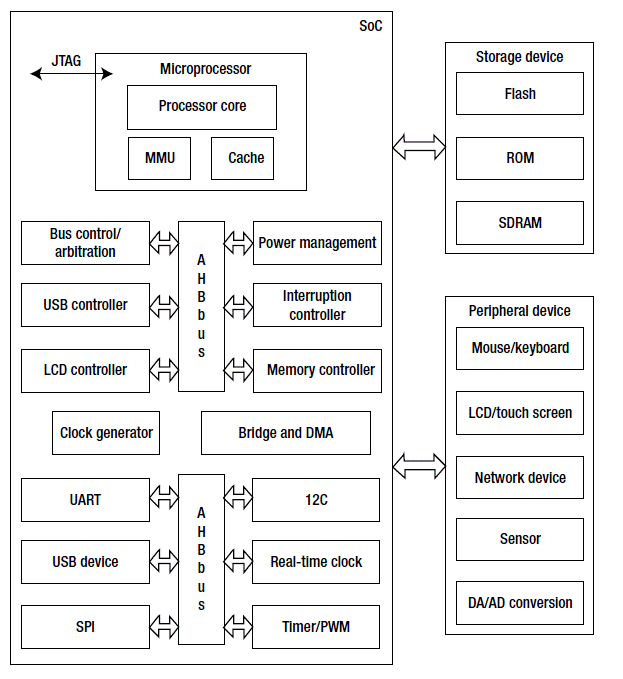 SoC
JTAG
Microprocessor
Processor core
MMU
Cache
Bus control/
arbitration
USB controller
LCD controller
A
H
B
b
u
s
Power management
Interruption
controller
Memory controller
Clock generator
Bridge and DMA
UART
USB device
SPI
A
H
B
b
u
s
12C
Real-time clock
Timer/PWM
Storage device
Flash
ROM
SDRAM
Peripheral device
Mouse/keyboard
LCD/touch screen
Network device
Sensor
DA/AD conversion